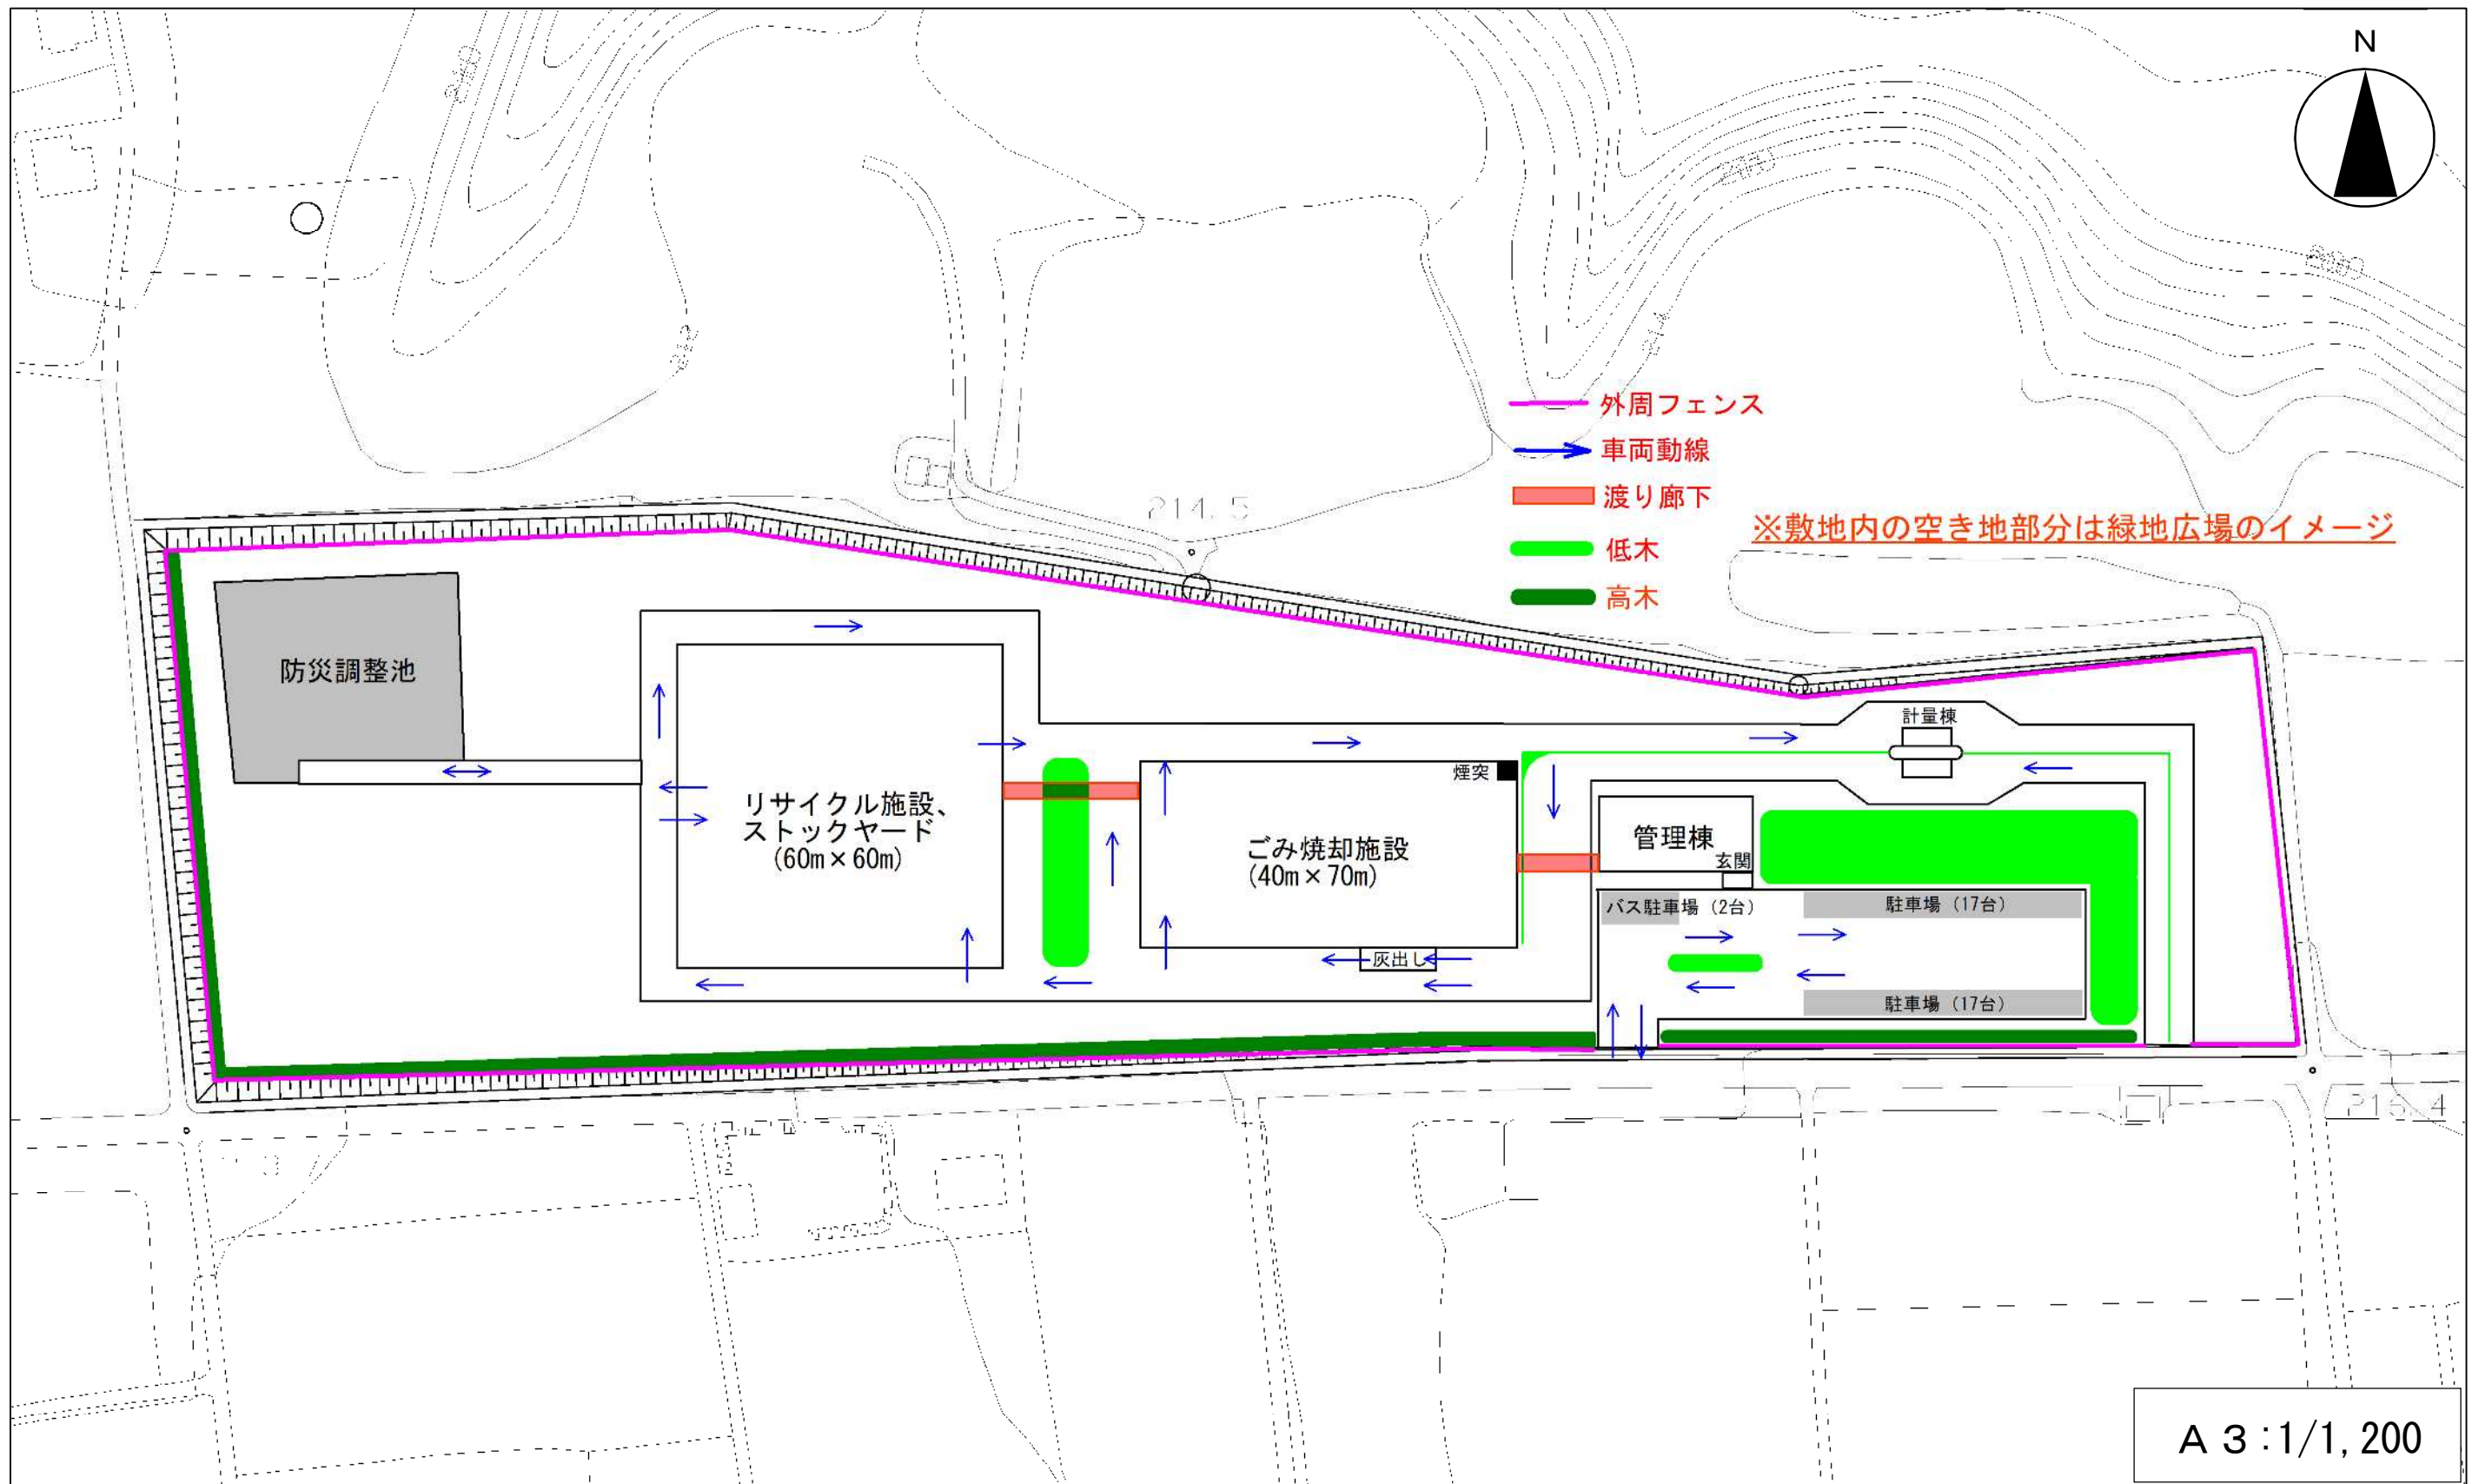 N
外周フェンス
車両動線
渡り廊下
※敷地内の空き地部分は緑地広場のイメージ
低木
高木
214.5
防災調整池
計量棟
煙突
リサイクル施設、
ストックヤード
(60m×60m)
ごみ焼却施設
(40m×70m)
管理棟
玄関
バス駐車場（2台）
駐車場（17台）
灰出し
駐車場（17台）
A3:1/1,200